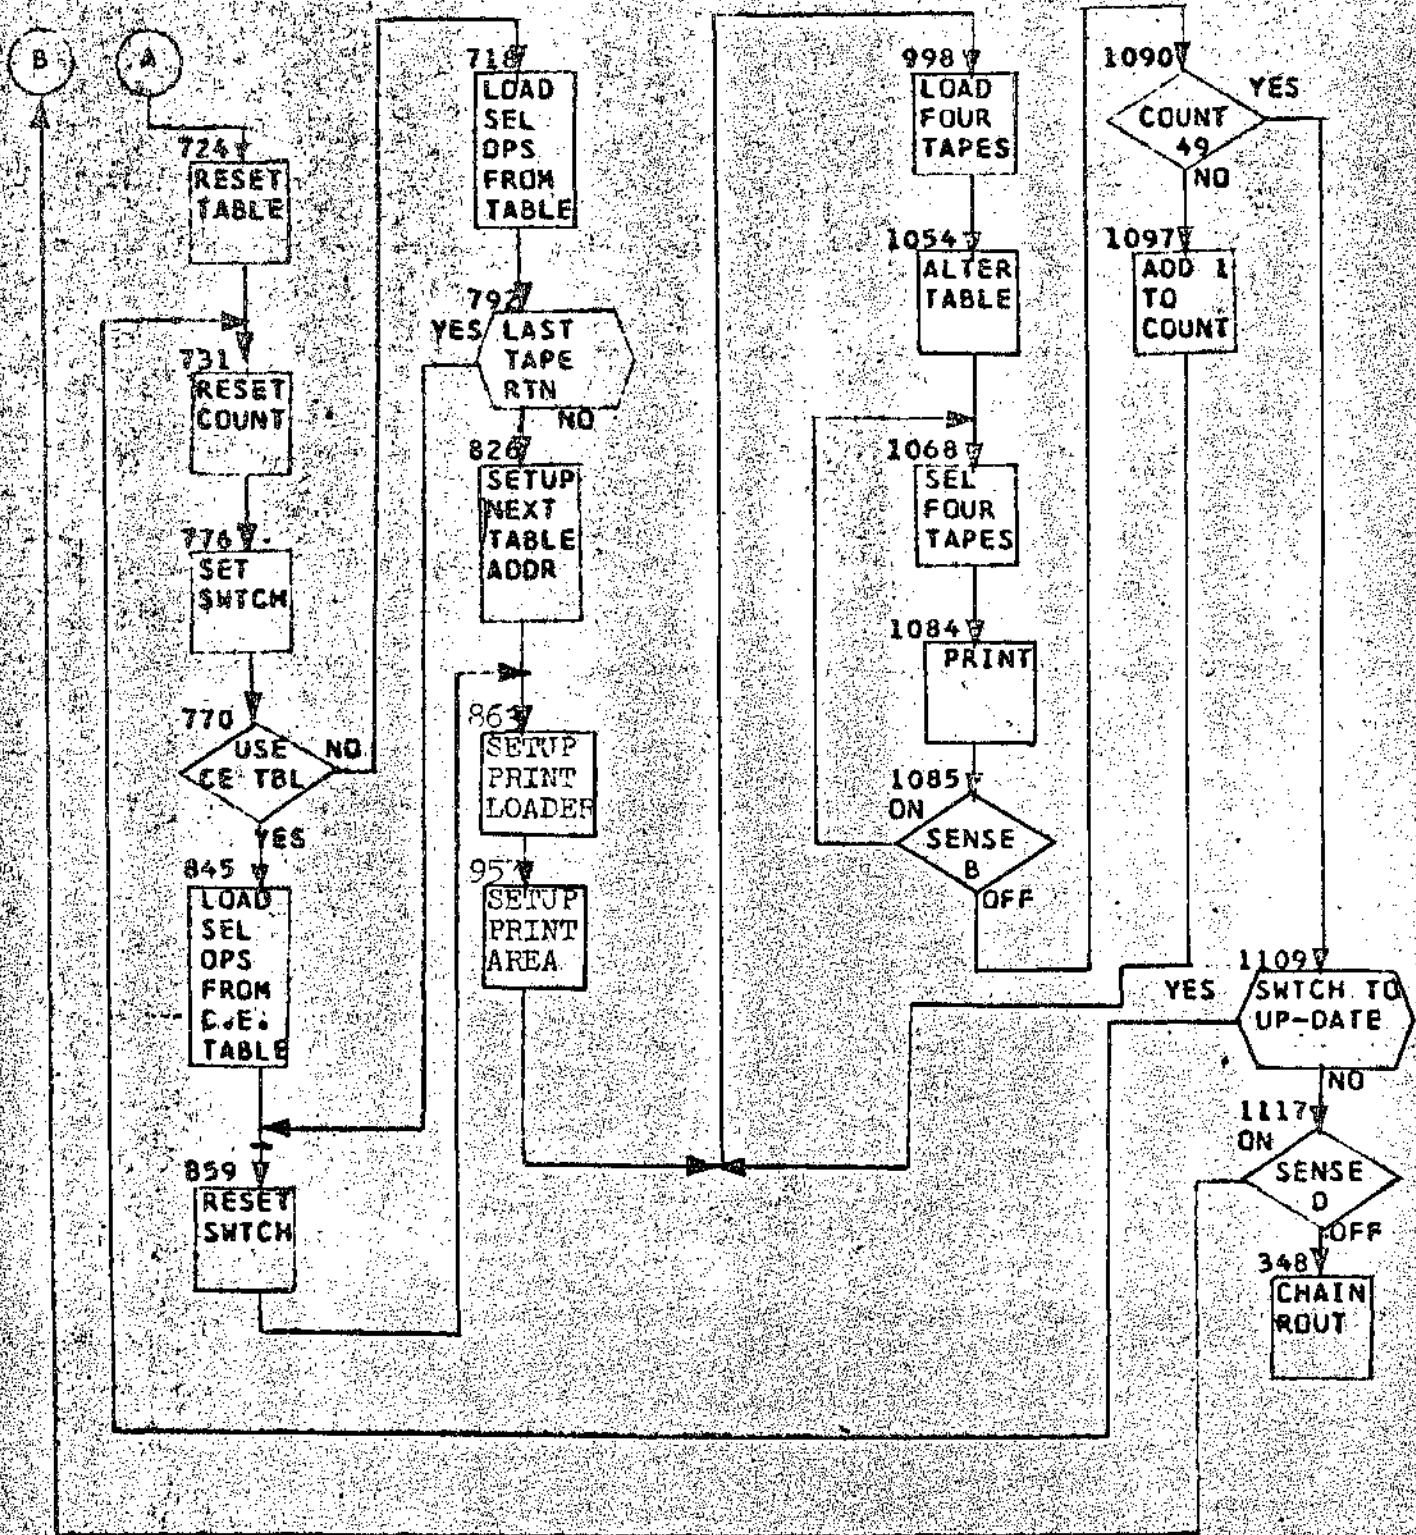 B
A
724
RESET
TABLE
731
RESET
COUNT
776
SET
SWTCH
770
USE
CE TBL
NO
YES
845
LOAD
SEL
OPS
FROM
C.E.
TABLE
859
RESET
SWTCH
718
LOAD
SEL
OPS
FROM
TABLE
792
YES
LAST
TAPE
RTN
NO
826
SETUP
NEXT
TABLE
ADDR
SETUP
PRINT
LOADER
SETUP
PRINT
AREA
998
LOAD
FOUR
TAPES
1054
ALTER
TABLE
1068
SEL
FOUR
TAPES
1084
PRINT
1085
ON
SENSE
B
OFF
1090
YES
COUNT
49
NO
1097
ADD 1
TO
COUNT
1109
YES
SWTCH TO
UP-DATE
NO
1117
ON
SENSE
D
OFF
348
CHAIN
ROUT